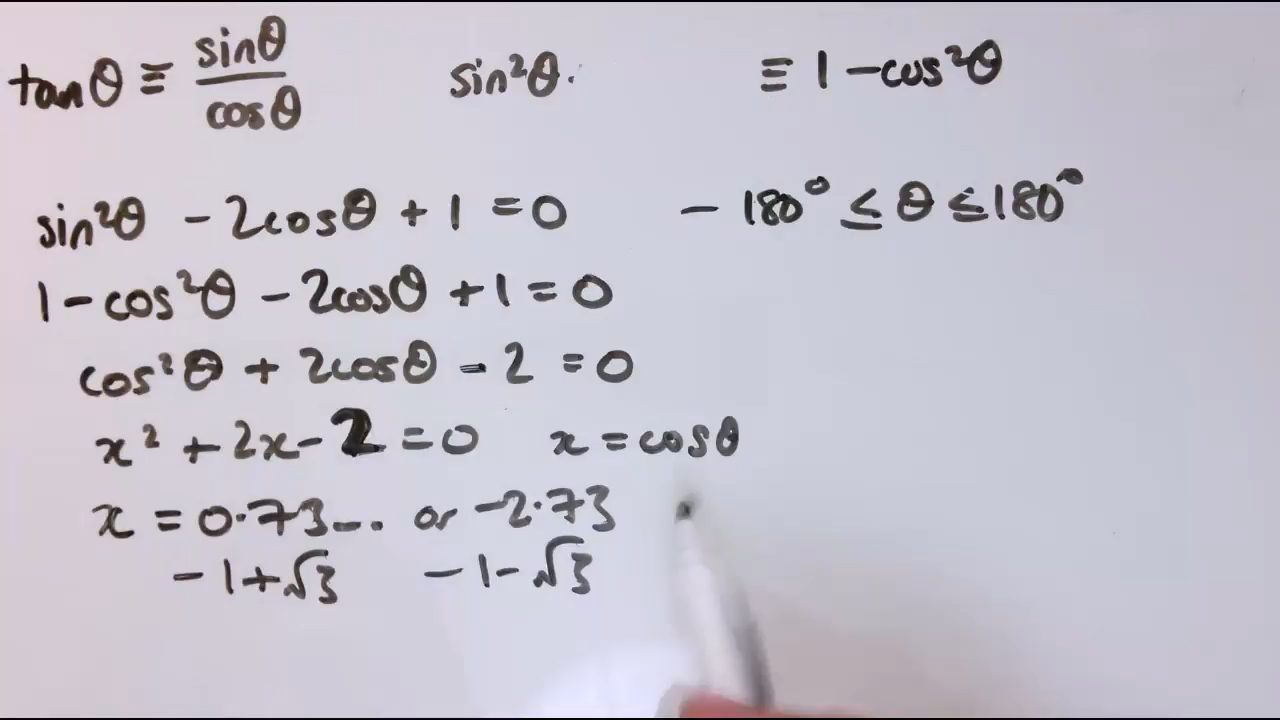 tanθ ≡ sinθ/cosθ sin²θ. ≡ 1 - cos²θ
sin²θ - 2cosθ + 1 = 0 - 180° ≤ θ ≤ 180°
1 - cos²θ - 2cosθ + 1 = 0
cos²θ + 2cosθ - 2 = 0
x² + 2x - 2 = 0 x = cosθ
x = 0.73... or -2.73
-1+√3 -1-√3